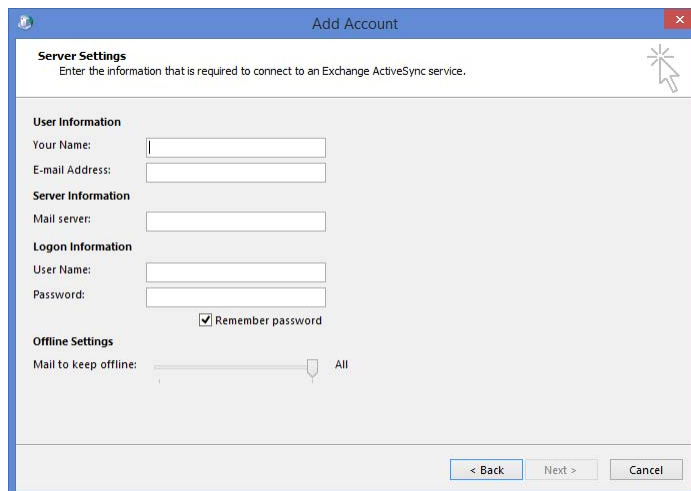 Add Account
Server Settings
Enter the information that is required to connect to an Exchange ActiveSync service.
User Information
Your Name:
E-mail Address:
Server Information
Mail server:
Logon Information
User Name:
Password:
Remember password
Offline Settings
Mail to keep offline: All
< Back Next > Cancel